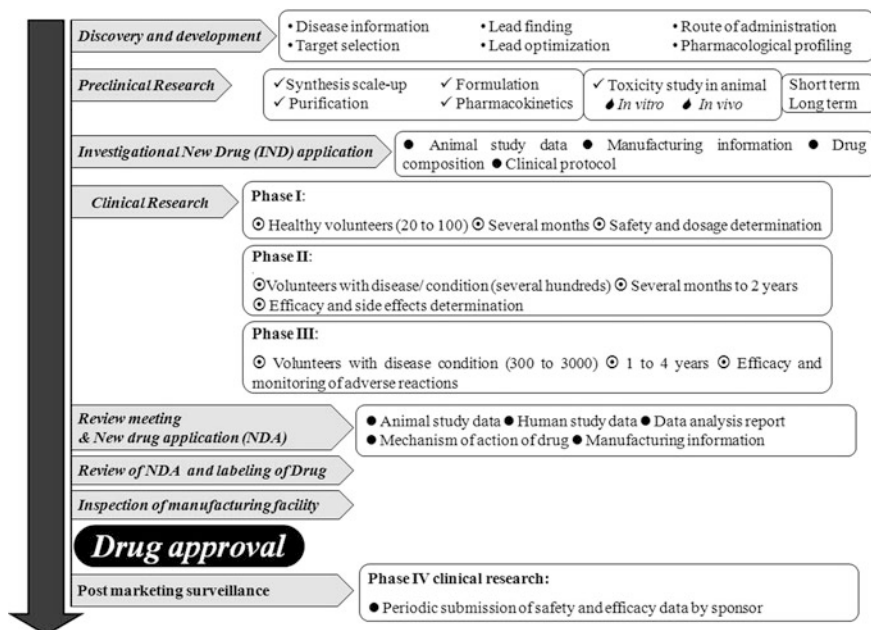 Discovery and development
• Disease information • Lead finding • Route of administration
• Target selection • Lead optimization • Pharmacological profiling
Preclinical Research
✓Synthesis scale-up ✓ Formulation
✓ Purification ✓ Pharmacokinetics
✓ Toxicity study in animal
In vitro In vivo
Short term
Long term
Investigational New Drug (IND) application
● Animal study data ● Manufacturing information ● Drug
composition ● Clinical protocol
Clinical Research
Phase I:
⊙ Healthy volunteers (20 to 100) ⊙ Several months ⊙ Safety and dosage determination
Phase II:
⊙Volunteers with disease/ condition (several hundreds) ⊙ Several months to 2 years
⊙ Efficacy and side effects determination
Phase III:
⊙ Volunteers with disease condition (300 to 3000) ⊙ 1 to 4 years ⊙ Efficacy and
monitoring of adverse reactions
Review meeting
& New drug application (NDA)
● Animal study data ● Human study data ● Data analysis report
● Mechanism of action of drug ● Manufacturing information
Review of NDA and labeling of Drug
Inspection of manufacturing facility
Drug approval
Post marketing surveillance
Phase IV clinical research:
● Periodic submission of safety and efficacy data by sponsor